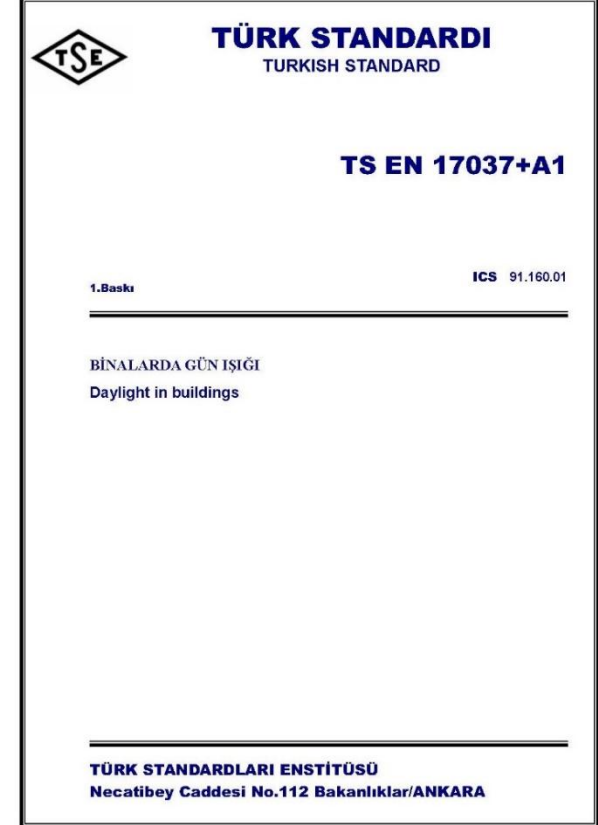 TSE
TÜRK STANDARDI
TURKISH STANDARD
TS EN 17037+A1
ICS 91.160.01
1.Baskı
BİNALARDA GÜN IŞIĞI
Daylight in buildings
TÜRK STANDARDLARI ENSTİTÜSÜ
Necatibey Caddesi No.112 Bakanlıklar/ANKARA